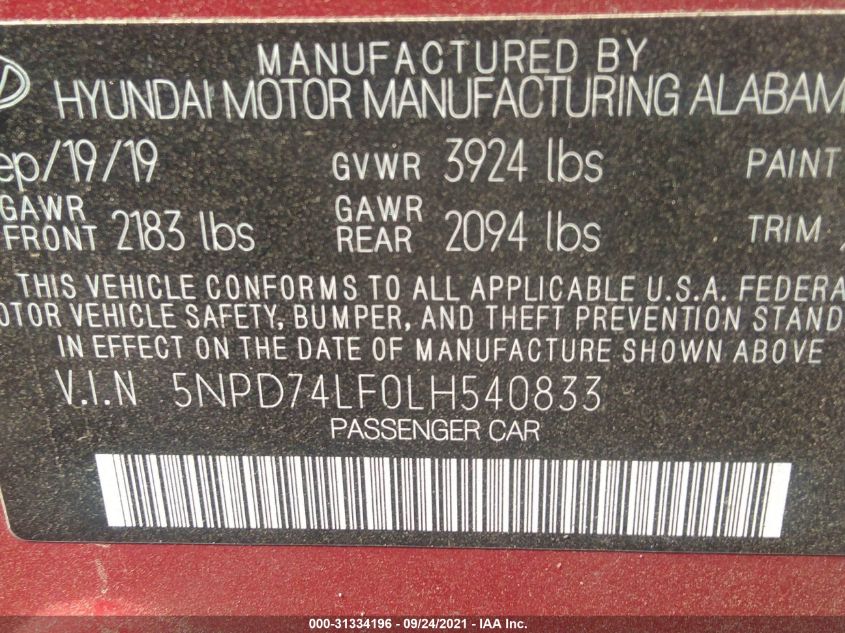 MANUFACTURED BY
HYUNDAI MOTOR MANUFACTURING ALABAM
ep/19/19 GVWR 3924 lbs PAINT
GAWR FRONT 2183 lbs GAWR REAR 2094 lbs TRIM
THIS VEHICLE CONFORMS TO ALL APPLICABLE U.S.A. FEDERA
OTOR VEHICLE SAFETY, BUMPER, AND THEFT PREVENTION STAND
IN EFFECT ON THE DATE OF MANUFACTURE SHOWN ABOVE
V.I.N 5NPD74LF0LH540833
PASSENGER CAR
000-31334196 - 09/24/2021 - IAA Inc.